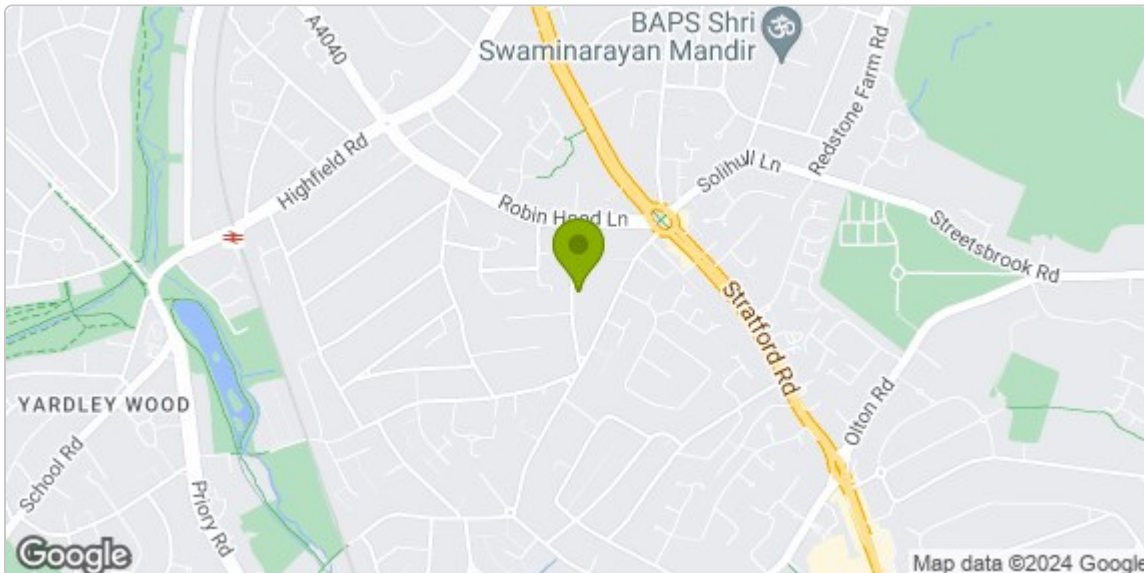 BAPS Shri
Swaminarayan Mandir
A4040
Redstone Farm Rd
Highfield Rd
Solihull Ln
Robin Hood Ln
Streetsbrook Rd
Stratford Rd
YARDLEY WOOD
Olton Rd
School Rd
Priory Rd
Google
Map data ©2024 Google